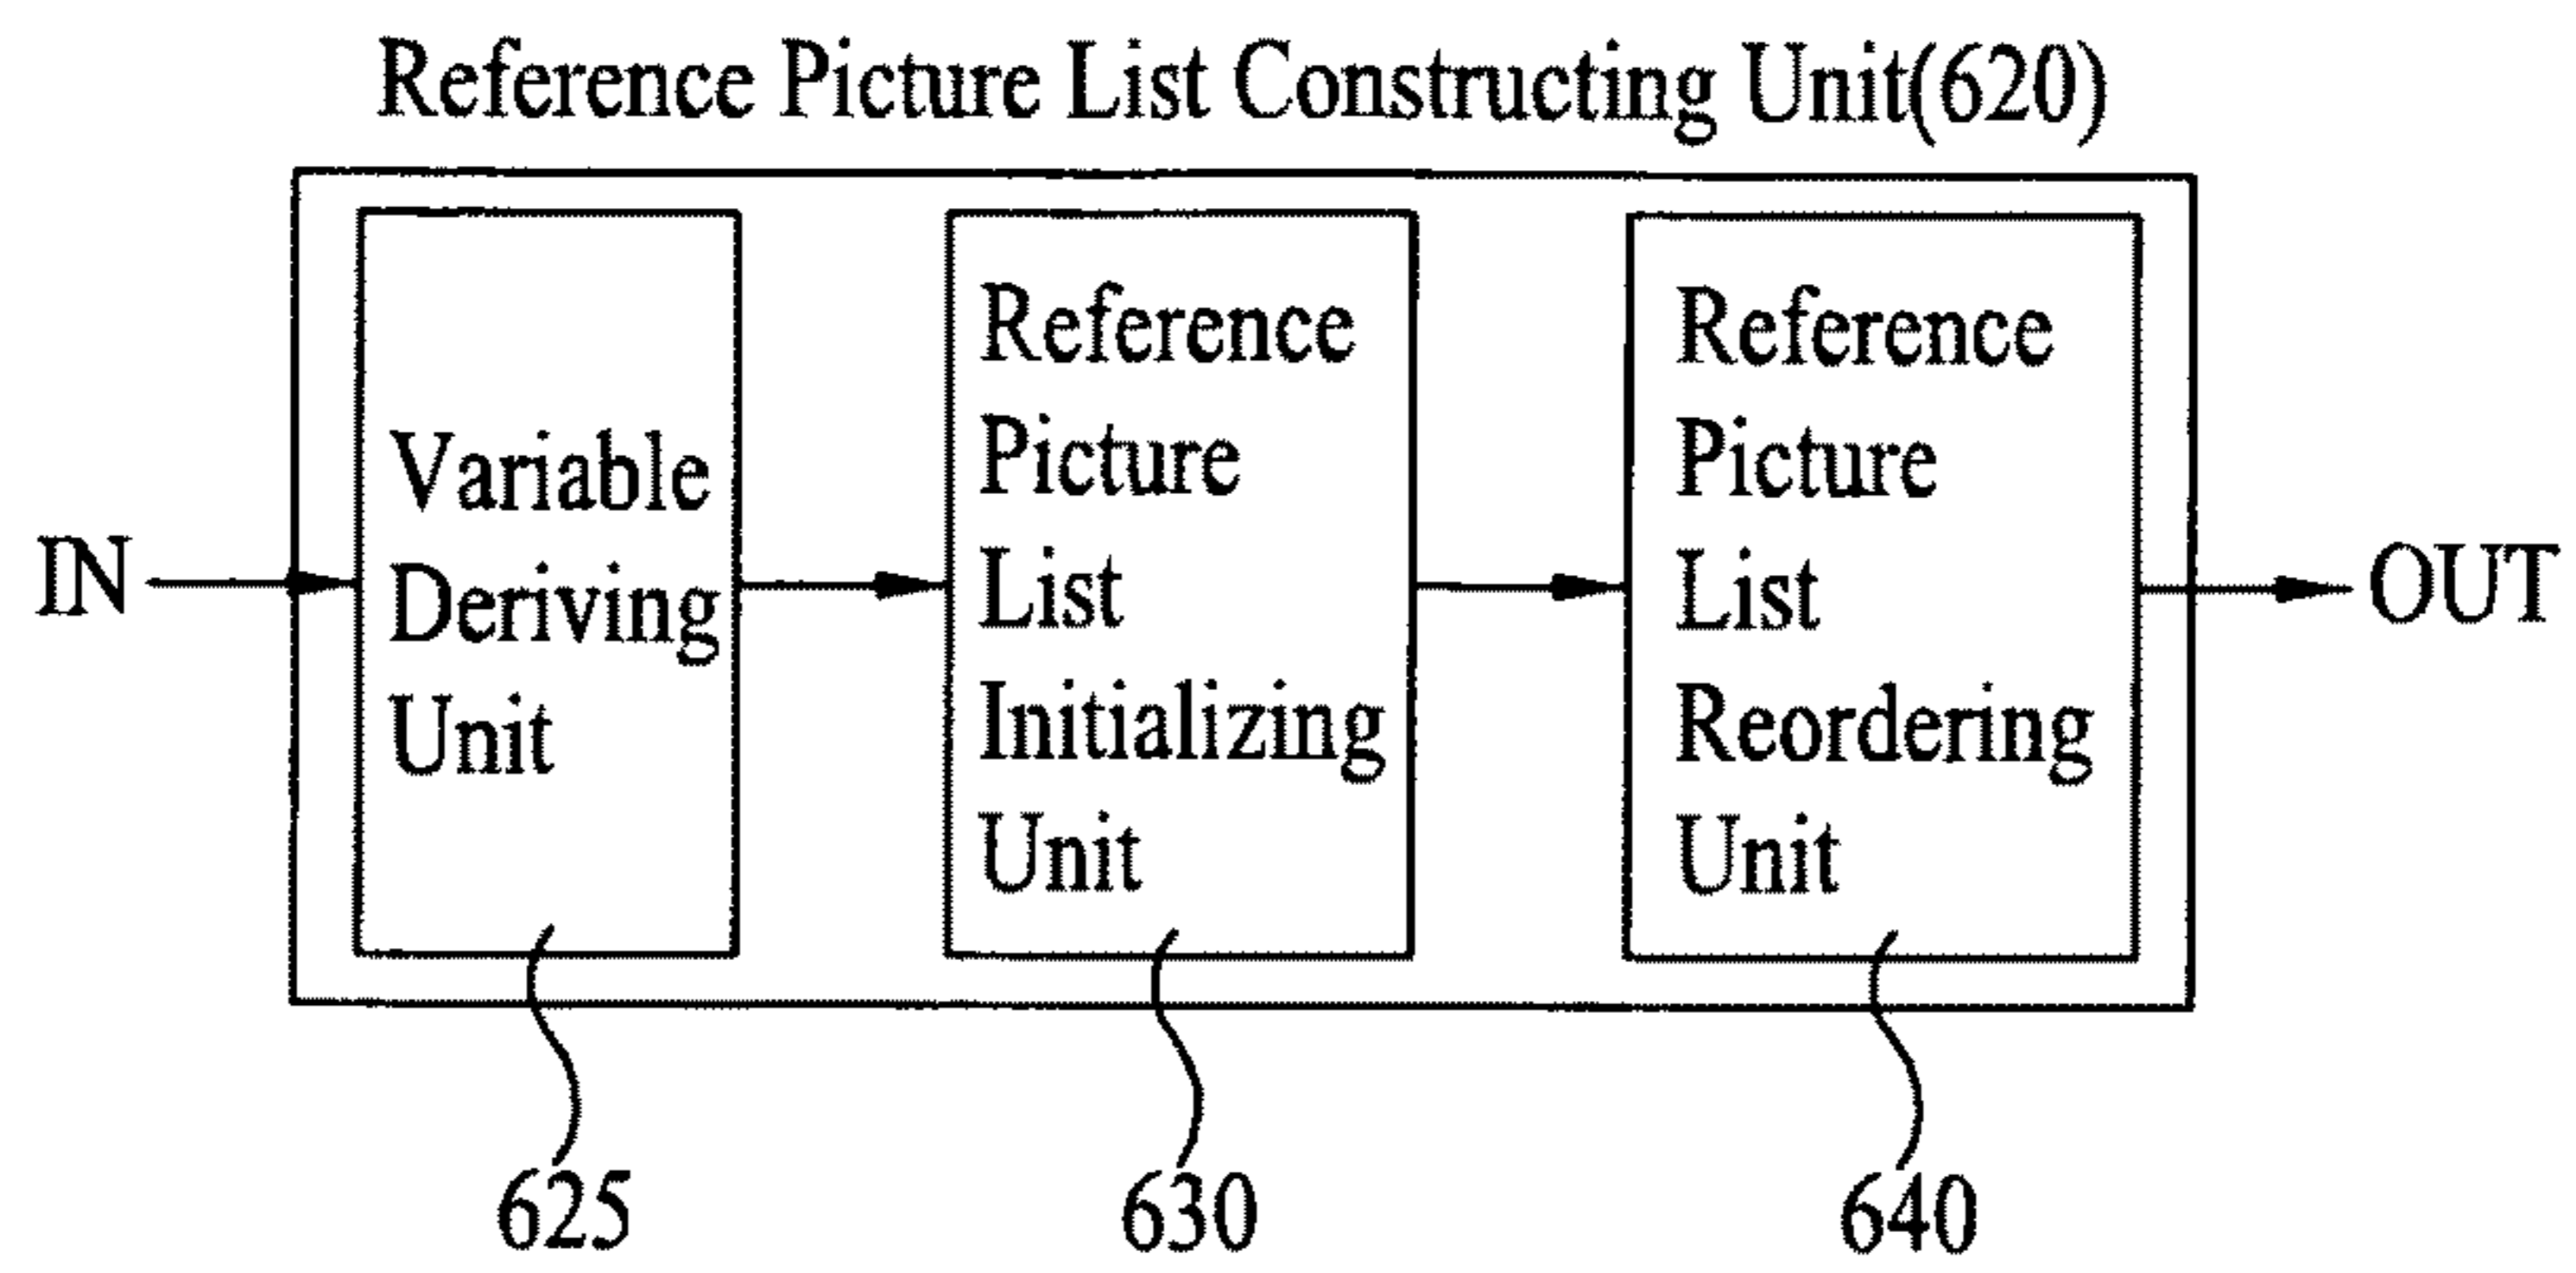 Reference Picture List Constructing Unit(620)
IN
Variable
Deriving
Unit
Reference
Picture
List
Initializing
Unit
Reference
Picture
List
Reordering
Unit
OUT
625
630
640